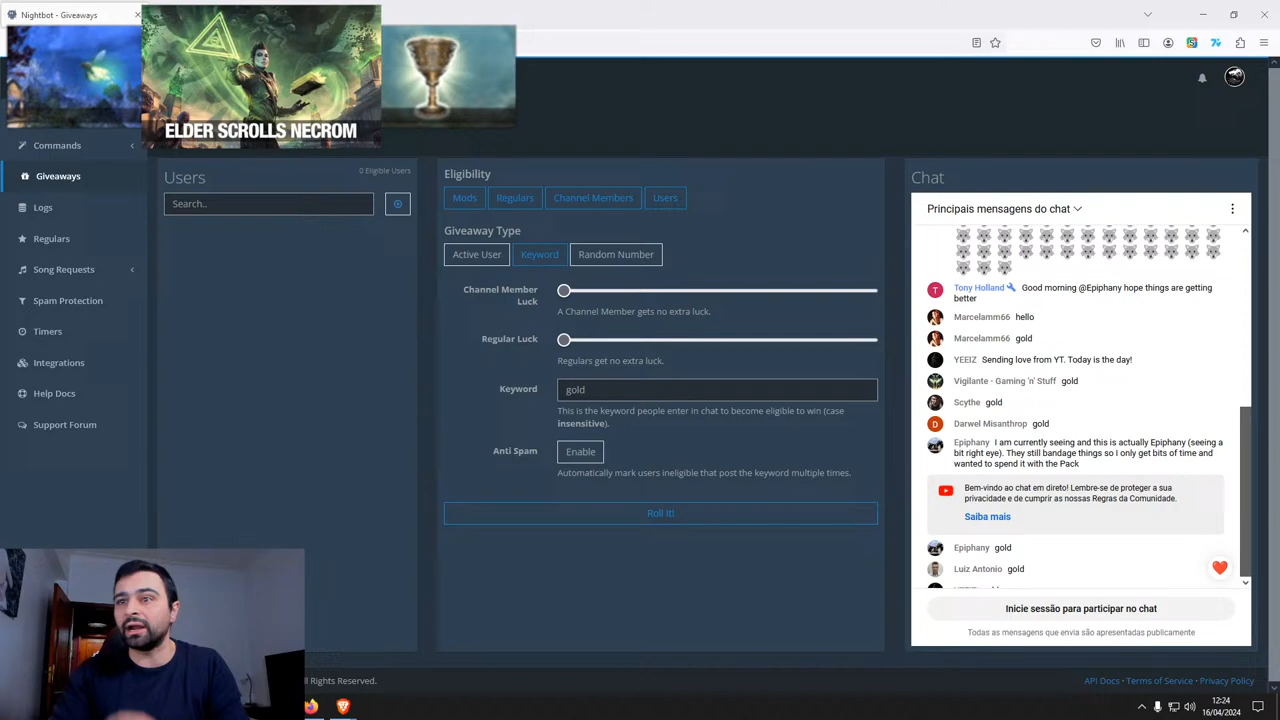 Nightbot - Giveaways
ELDER SCROLLS NECROM
Commands
Giveaways
Logs
Regulars
Song Requests
Spam Protection
Timers
Integrations
Help Docs
Support Forum
Users
0 Eligible Users
Search..
Eligibility
Mods
Regulars
Channel Members
Users
Giveaway Type
Active User
Keyword
Random Number
Channel Member
Luck
A Channel Member gets no extra luck.
Regular Luck
Regulars get no extra luck.
Keyword
gold
This is the keyword people enter in chat to become eligible to win (case
insensitive).
Anti Spam
Enable
Automatically mark users ineligible that post the keyword multiple times.
Roll It!
Chat
Principais mensagens do chat
T
Tony Holland Good morning @Epiphany hope things are getting
better
Marcelamm66 hello
Marcelamm66 gold
YEEIZ Sending love from YT. Today is the day!
Vigilante - Gaming 'n' Stuff gold
Scythe gold
D
Darwel Misanthrop gold
Epiphany I am currently seeing and this is actually Epiphany (seeing a
bit right eye). They still bandage things so I only get bits of time and
wanted to spend it with the Pack
Bem-vindo ao chat em direto! Lembre-se de proteger a sua
privacidade e de cumprir as nossas Regras da Comunidade.
Saiba mais
Epiphany gold
Luiz Antonio gold
Inicie sessão para participar no chat
Todas as mensagens que envia são apresentadas publicamente
ll Rights Reserved.
API Docs • Terms of Service • Privacy Policy
12:24
16/04/2024